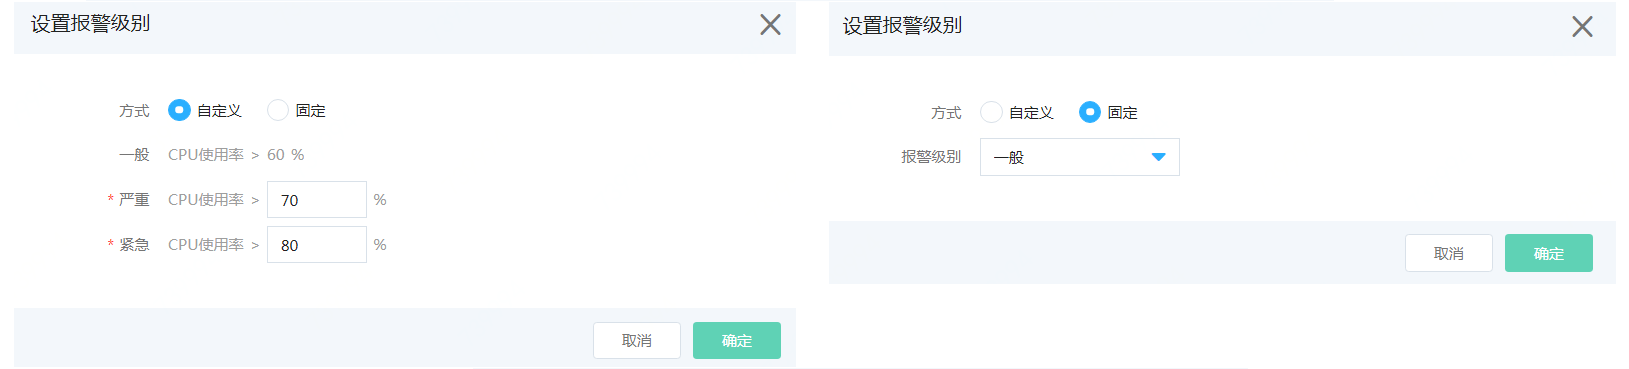 设置报警级别
方式 自定义 固定
一般 CPU使用率 > 60 %
* 严重 CPU使用率 > 70 %
* 紧急 CPU使用率 > 80 %
取消 确定
设置报警级别
方式 自定义 固定
报警级别 一般
取消 确定